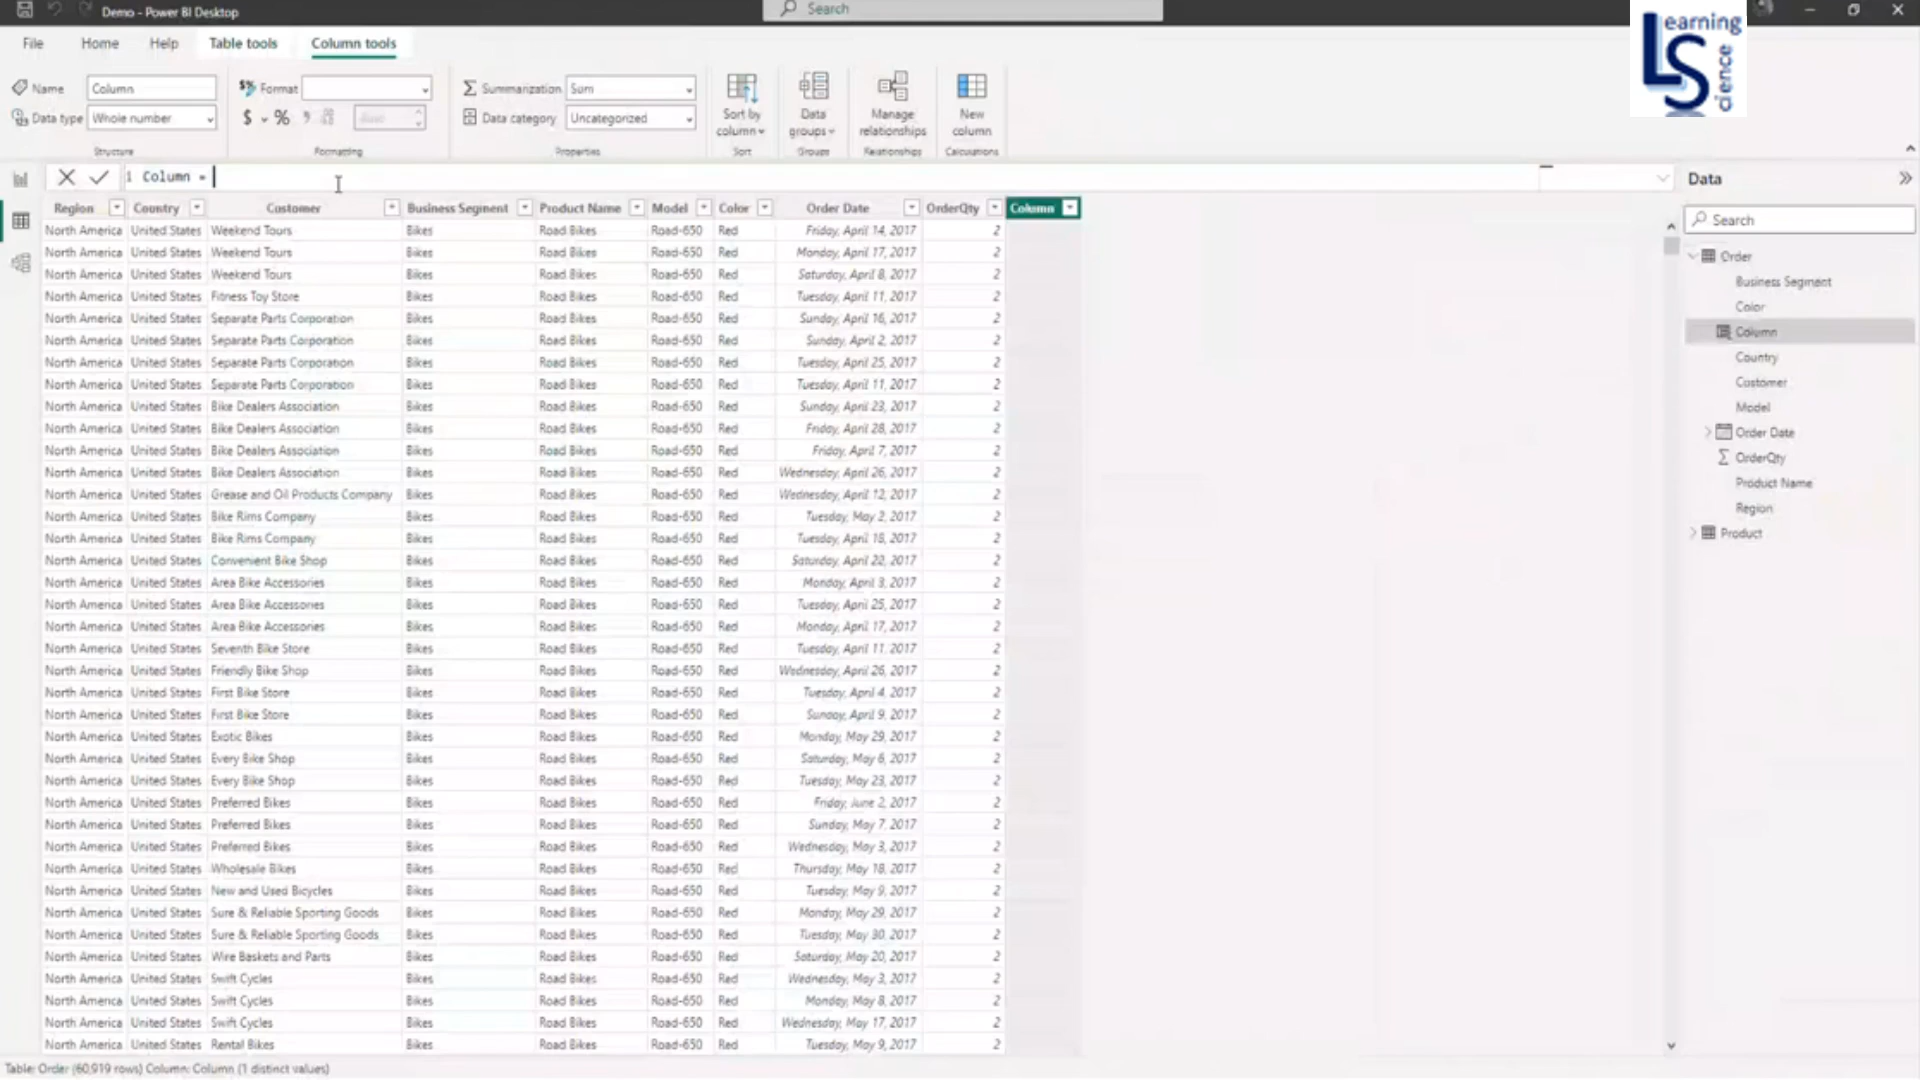 Demo - Power BI Desktop
Search
Learning
Science
File Home Help Table tools Column tools
Name Column
Data type Whole number
Structure
Format
$ % 9
Auto
Formatting
Summarization Sum
Data category Uncategorized
Properties
Sort by column
Sort
Data groups
Groups
Manage relationships
Relationships
New column
Calculations
1 Column =
Region Country Customer Business Segment Product Name Model Color Order Date OrderQty Column
North America United States Weekend Tours Bikes Road Bikes Road-650 Red Friday, April 14, 2017 2
North America United States Weekend Tours Bikes Road Bikes Road-650 Red Monday, April 17, 2017 2
North America United States Weekend Tours Bikes Road Bikes Road-650 Red Saturday, April 8, 2017 2
North America United States Fitness Toy Store Bikes Road Bikes Road-650 Red Tuesday, April 11, 2017 2
North America United States Separate Parts Corporation Bikes Road Bikes Road-650 Red Sunday, April 16, 2017 2
North America United States Separate Parts Corporation Bikes Road Bikes Road-650 Red Sunday, April 2, 2017 2
North America United States Separate Parts Corporation Bikes Road Bikes Road-650 Red Tuesday, April 25, 2017 2
North America United States Separate Parts Corporation Bikes Road Bikes Road-650 Red Tuesday, April 11, 2017 2
North America United States Bike Dealers Association Bikes Road Bikes Road-650 Red Sunday, April 23, 2017 2
North America United States Bike Dealers Association Bikes Road Bikes Road-650 Red Friday, April 28, 2017 2
North America United States Bike Dealers Association Bikes Road Bikes Road-650 Red Friday, April 7, 2017 2
North America United States Bike Dealers Association Bikes Road Bikes Road-650 Red Wednesday, April 26, 2017 2
North America United States Grease and Oil Products Company Bikes Road Bikes Road-650 Red Wednesday, April 12, 2017 2
North America United States Bike Rims Company Bikes Road Bikes Road-650 Red Tuesday, May 2, 2017 2
North America United States Bike Rims Company Bikes Road Bikes Road-650 Red Tuesday, April 18, 2017 2
North America United States Convenient Bike Shop Bikes Road Bikes Road-650 Red Saturday, April 22, 2017 2
North America United States Area Bike Accessories Bikes Road Bikes Road-650 Red Monday, April 3, 2017 2
North America United States Area Bike Accessories Bikes Road Bikes Road-650 Red Tuesday, April 25, 2017 2
North America United States Area Bike Accessories Bikes Road Bikes Road-650 Red Monday, April 17, 2017 2
North America United States Seventh Bike Store Bikes Road Bikes Road-650 Red Tuesday, April 11, 2017 2
North America United States Friendly Bike Shop Bikes Road Bikes Road-650 Red Wednesday, April 26, 2017 2
North America United States First Bike Store Bikes Road Bikes Road-650 Red Tuesday, April 4, 2017 2
North America United States First Bike Store Bikes Road Bikes Road-650 Red Sunday, April 9, 2017 2
North America United States Exotic Bikes Bikes Road Bikes Road-650 Red Monday, May 29, 2017 2
North America United States Every Bike Shop Bikes Road Bikes Road-650 Red Saturday, May 6, 2017 2
North America United States Every Bike Shop Bikes Road Bikes Road-650 Red Tuesday, May 23, 2017 2
North America United States Preferred Bikes Bikes Road Bikes Road-650 Red Friday, June 2, 2017 2
North America United States Preferred Bikes Bikes Road Bikes Road-650 Red Sunday, May 7, 2017 2
North America United States Preferred Bikes Bikes Road Bikes Road-650 Red Wednesday, May 3, 2017 2
North America United States Wholesale Bikes Bikes Road Bikes Road-650 Red Thursday, May 18, 2017 2
North America United States New and Used Bicycles Bikes Road Bikes Road-650 Red Tuesday, May 9, 2017 2
North America United States Sure & Reliable Sporting Goods Bikes Road Bikes Road-650 Red Monday, May 29, 2017 2
North America United States Sure & Reliable Sporting Goods Bikes Road Bikes Road-650 Red Tuesday, May 30, 2017 2
North America United States Wire Baskets and Parts Bikes Road Bikes Road-650 Red Saturday, May 20, 2017 2
North America United States Swift Cycles Bikes Road Bikes Road-650 Red Wednesday, May 3, 2017 2
North America United States Swift Cycles Bikes Road Bikes Road-650 Red Monday, May 8, 2017 2
North America United States Swift Cycles Bikes Road Bikes Road-650 Red Wednesday, May 17, 2017 2
North America United States Rental Bikes Bikes Road Bikes Road-650 Red Tuesday, May 9, 2017 2
Data
Search
Order
Business Segment
Color
Column
Country
Customer
Model
Order Date
OrderQty
Product Name
Region
Product
Table: Order (60,919 rows) Column: Column (1 distinct values)